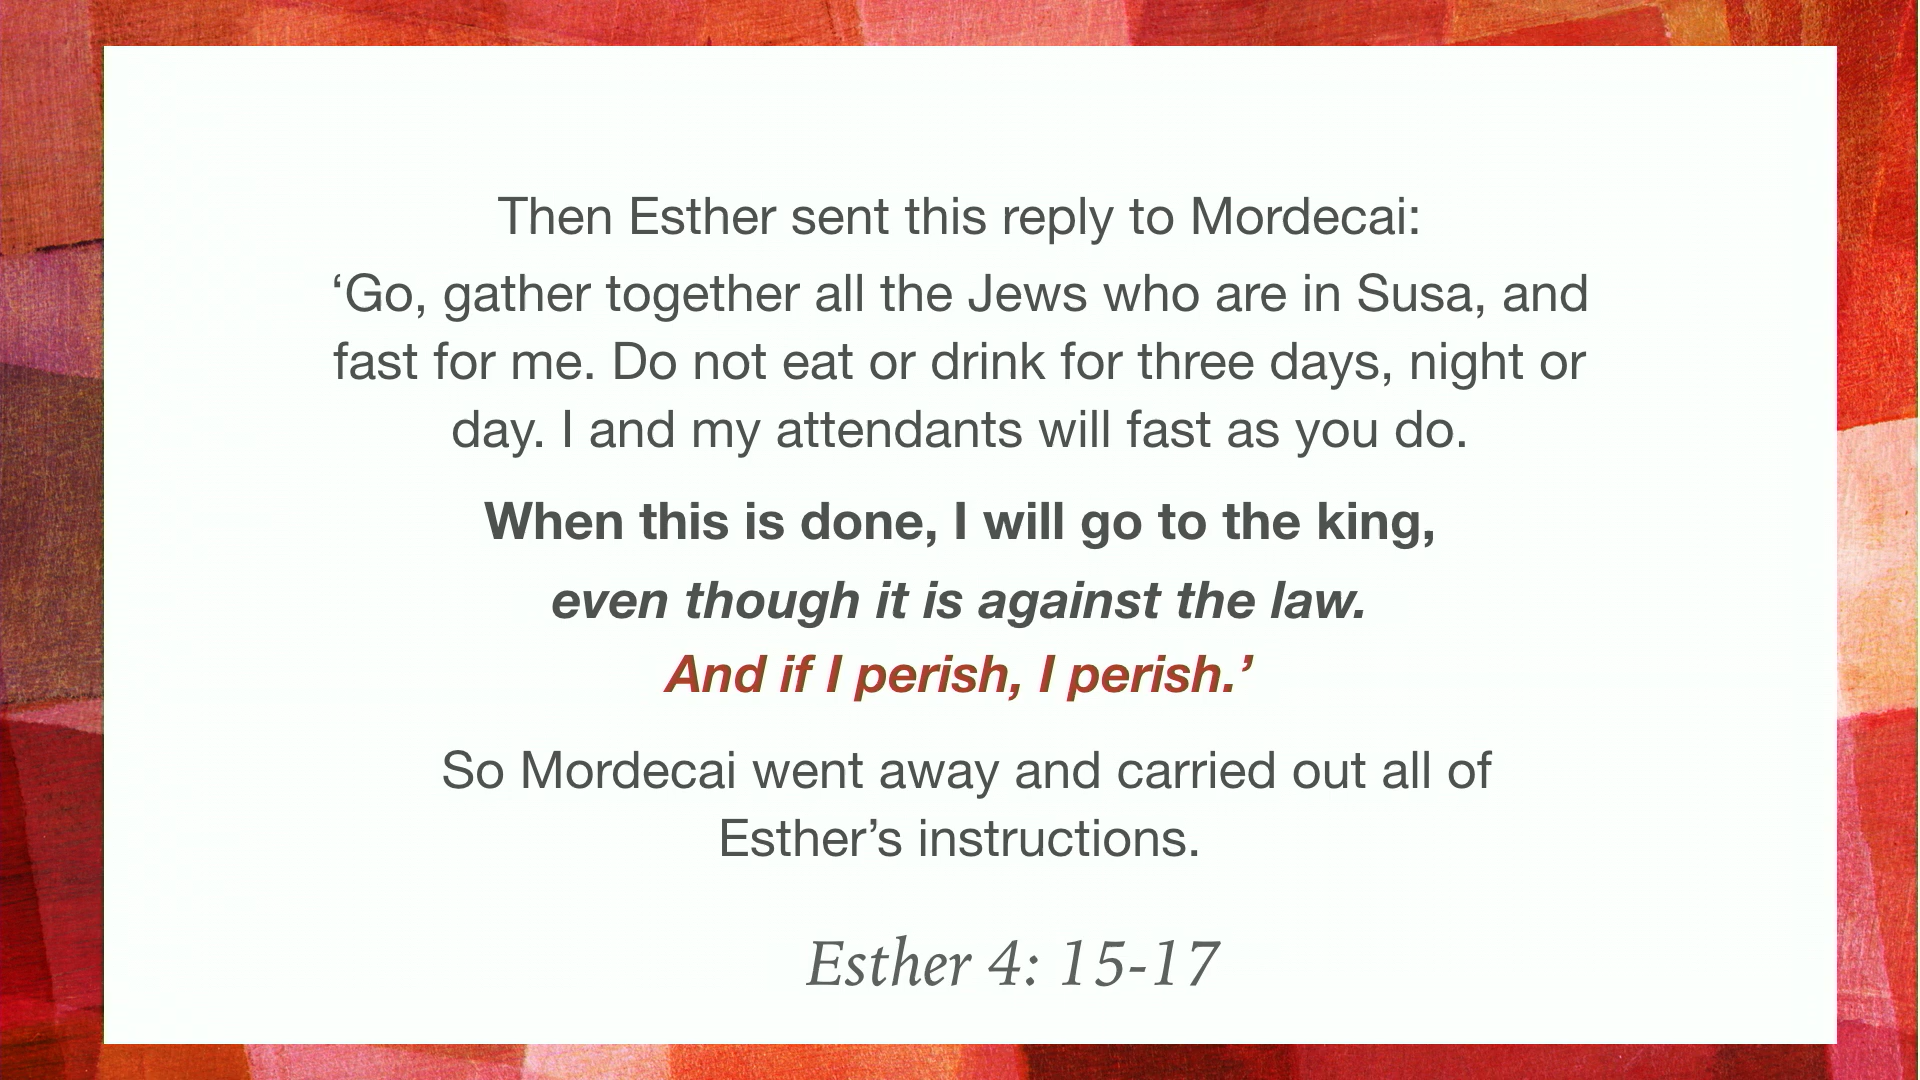 Then Esther sent this reply to Mordecai:
‘Go, gather together all the Jews who are in Susa, and
fast for me. Do not eat or drink for three days, night or
day. I and my attendants will fast as you do.
When this is done, I will go to the king,
even though it is against the law.
And if I perish, I perish.’
So Mordecai went away and carried out all of
Esther’s instructions.
Esther 4: 15-17